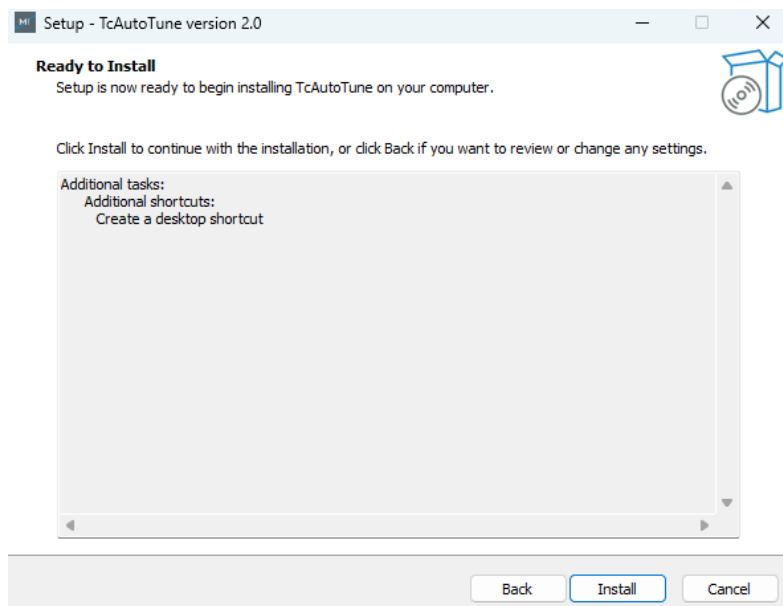 Setup - TcAutoTune version 2.0
Ready to Install
Setup is now ready to begin installing TcAutoTune on your computer.
Click Install to continue with the installation, or click Back if you want to review or change any settings.
Additional tasks:
Additional shortcuts:
Create a desktop shortcut
Back
Install
Cancel